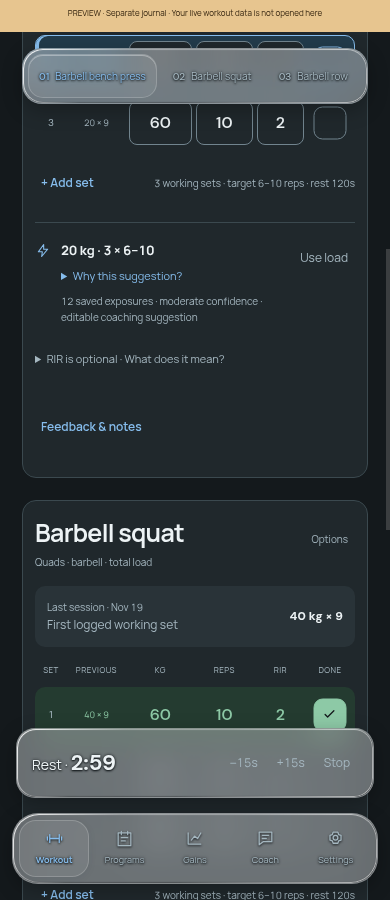 PREVIEW · Separate journal · Your live workout data is not opened here
01 Barbell bench press 02 Barbell squat 03 Barbell row
3 20 × 9 60 10 2
+ Add set 3 working sets · target 6–10 reps · rest 120s
20 kg · 3 × 6–10
Use load
▶ Why this suggestion?
12 saved exposures · moderate confidence ·
editable coaching suggestion
▶ RIR is optional · What does it mean?
Feedback & notes
Barbell squat
Options
Quads · barbell · total load
Last session · Nov 19
First logged working set
40 kg × 9
SET PREVIOUS KG REPS RIR DONE
1 40 × 9 60 10 2 ✓
Rest · 2:59 −15s +15s Stop
Workout Programs Gains Coach Settings
+ Add set 3 working sets · target 6–10 reps · rest 120s